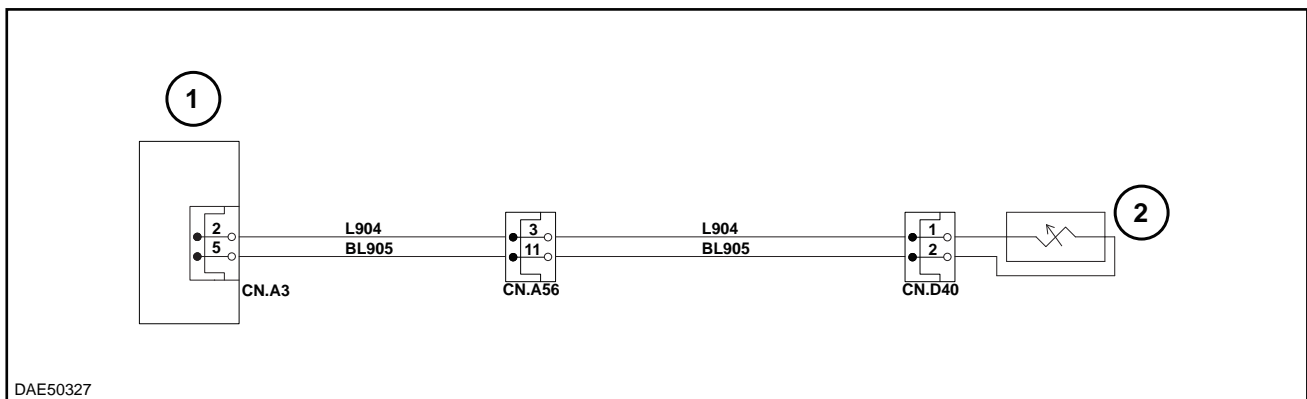 1
2
2 L904 3 L904 1
5 BL905 11 BL905 2
CN.A3 CN.A56 CN.D40
DAE50327